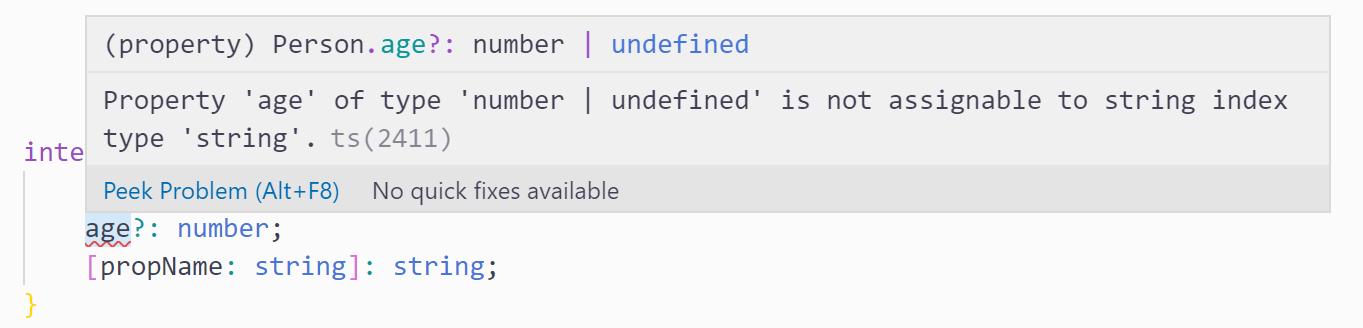 (property) Person.age?: number | undefined
Property 'age' of type 'number | undefined' is not assignable to string index
type 'string'. ts(2411)
inte
Peek Problem (Alt+F8) No quick fixes available
age?: number;
[propName: string]: string;
}